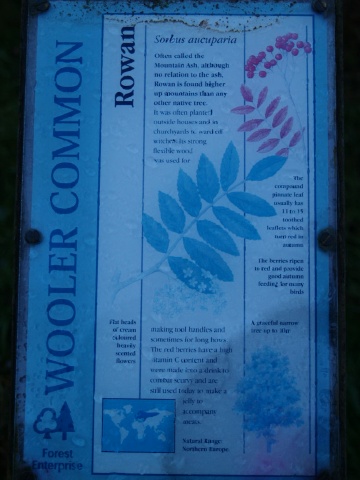 WOOLER COMMON
Forest
Enterprise
Rowan
Sorbus aucuparia
Often called the
Mountain Ash, although
no relation to the ash,
Rowan is found higher
up mountains than any
other native tree.
It was often planted
outside houses and in
churchyards to ward off
witches. Its strong,
flexible wood
was used for
making tool handles and
sometimes for long bows.
The red berries have a high
vitamin C content and
were made into a drink to
combat scurvy and are
still used today to make a
jelly to
accompany
meats.
Natural Range:
Northern Europe.
The
compound
pinnate leaf
usually has
11 to 15
toothed
leaflets which
turn red in
autumn
The berries ripen
to red and provide
good autumn
feeding for many
birds
Flat heads
of cream
coloured
heavily
scented
flowers
A graceful narrow
tree up to 20m